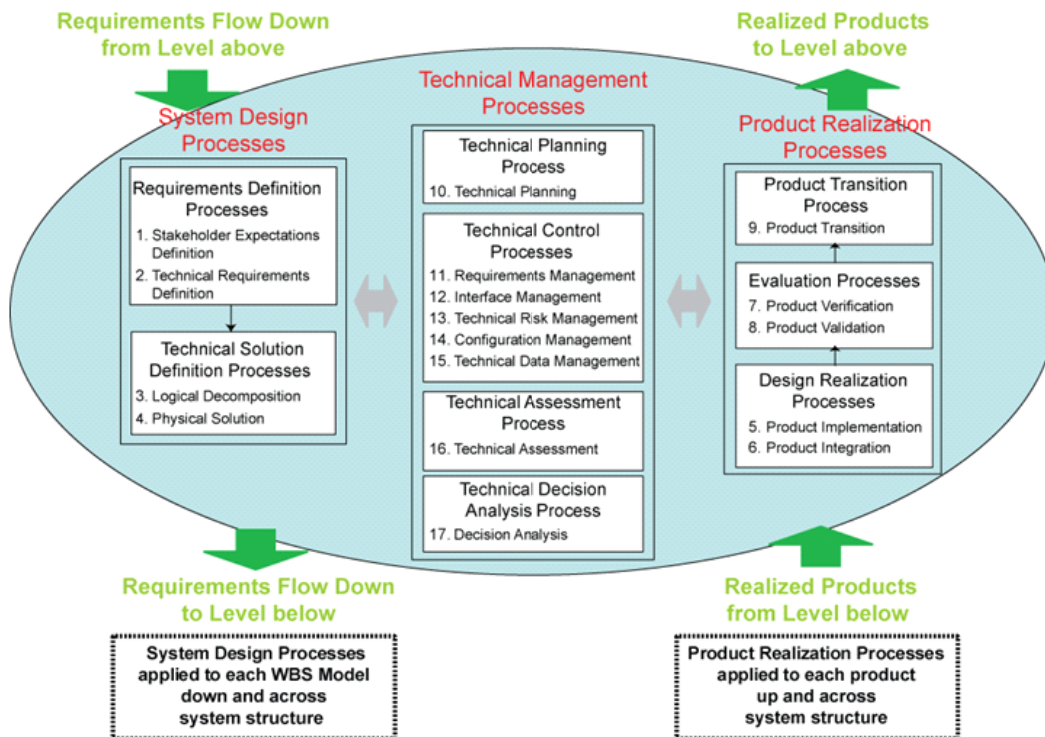 Requirements Flow Down
from Level above
Realized Products
to Level above
System Design
Processes
Requirements Definition
Processes
1. Stakeholder Expectations
Definition
2. Technical Requirements
Definition
Technical Solution
Definition Processes
3. Logical Decomposition
4. Physical Solution
Technical Management
Processes
Technical Planning
Process
10. Technical Planning
Technical Control
Processes
11. Requirements Management
12. Interface Management
13. Technical Risk Management
14. Configuration Management
15. Technical Data Management
Technical Assessment
Process
16. Technical Assessment
Technical Decision
Analysis Process
17. Decision Analysis
Product Realization
Processes
Product Transition
Process
9. Product Transition
Evaluation Processes
7. Product Verification
8. Product Validation
Design Realization
Processes
5. Product Implementation
6. Product Integration
Requirements Flow Down
to Level below
Realized Products
from Level below
System Design Processes
applied to each WBS Model
down and across
system structure
Product Realization Processes
applied to each product
up and across
system structure